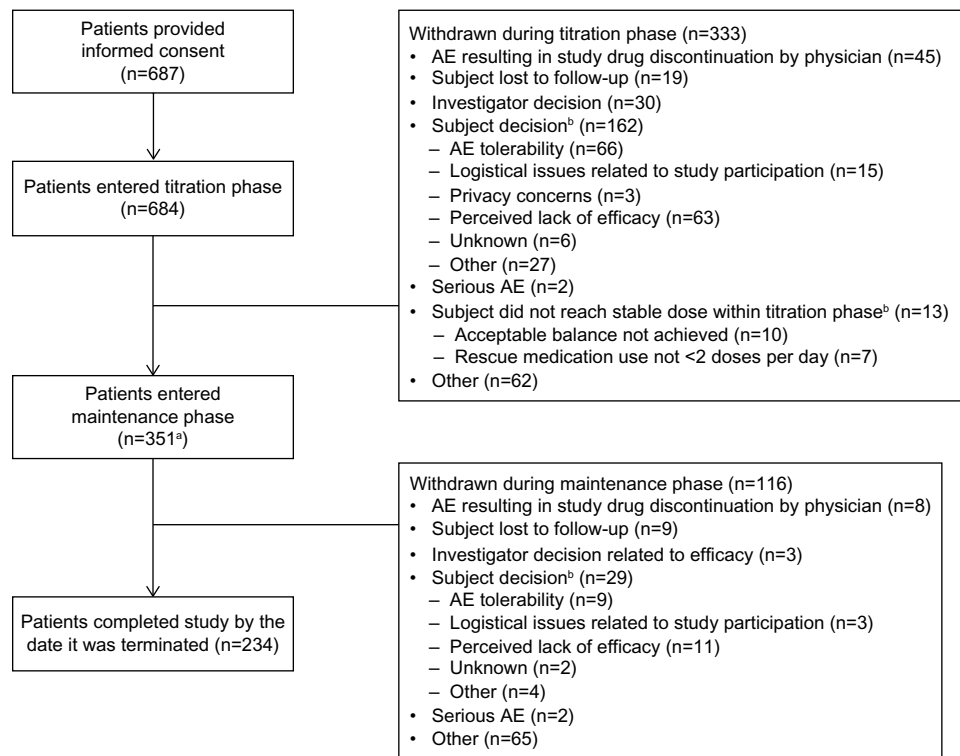 Patients provided
informed consent
(n=687)
Withdrawn during titration phase (n=333)
• AE resulting in study drug discontinuation by physician (n=45)
• Subject lost to follow-up (n=19)
• Investigator decision (n=30)
• Subject decisionᵇ (n=162)
– AE tolerability (n=66)
– Logistical issues related to study participation (n=15)
– Privacy concerns (n=3)
– Perceived lack of efficacy (n=63)
– Unknown (n=6)
– Other (n=27)
• Serious AE (n=2)
• Subject did not reach stable dose within titration phaseᵇ (n=13)
– Acceptable balance not achieved (n=10)
– Rescue medication use not <2 doses per day (n=7)
• Other (n=62)
Patients entered titration phase
(n=684)
Patients entered
maintenance phase
(n=351ᵃ)
Withdrawn during maintenance phase (n=116)
• AE resulting in study drug discontinuation by physician (n=8)
• Subject lost to follow-up (n=9)
• Investigator decision related to efficacy (n=3)
• Subject decisionᵇ (n=29)
– AE tolerability (n=9)
– Logistical issues related to study participation (n=3)
– Perceived lack of efficacy (n=11)
– Unknown (n=2)
– Other (n=4)
• Serious AE (n=2)
• Other (n=65)
Patients completed study by the
date it was terminated (n=234)